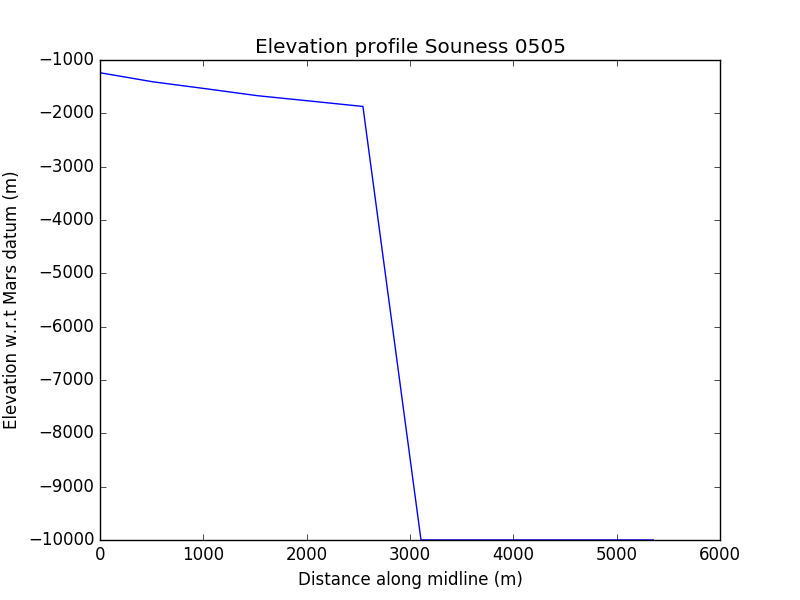 Elevation profile Souness 0505
−1000
−2000
−3000
−4000
−5000
−6000
−7000
−8000
−9000
−10000
Elevation w.r.t Mars datum (m)
0 1000 2000 3000 4000 5000 6000
Distance along midline (m)